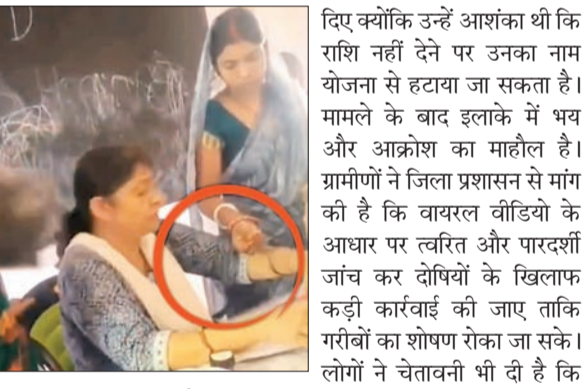 दिए क्योंकि उन्हें आशंका थी कि
राशि नहीं देने पर उनका नाम
योजना से हटाया जा सकता है।
मामले के बाद इलाके में भय
और आक्रोश का माहौल है।
ग्रामीणों ने जिला प्रशासन से मांग
की है कि वायरल वीडियो के
आधार पर त्वरित और पारदर्शी
जांच कर दोषियों के खिलाफ
कड़ी कार्रवाई की जाए ताकि
गरीबों का शोषण रोका जा सके।
लोगों ने चेतावनी भी दी है कि